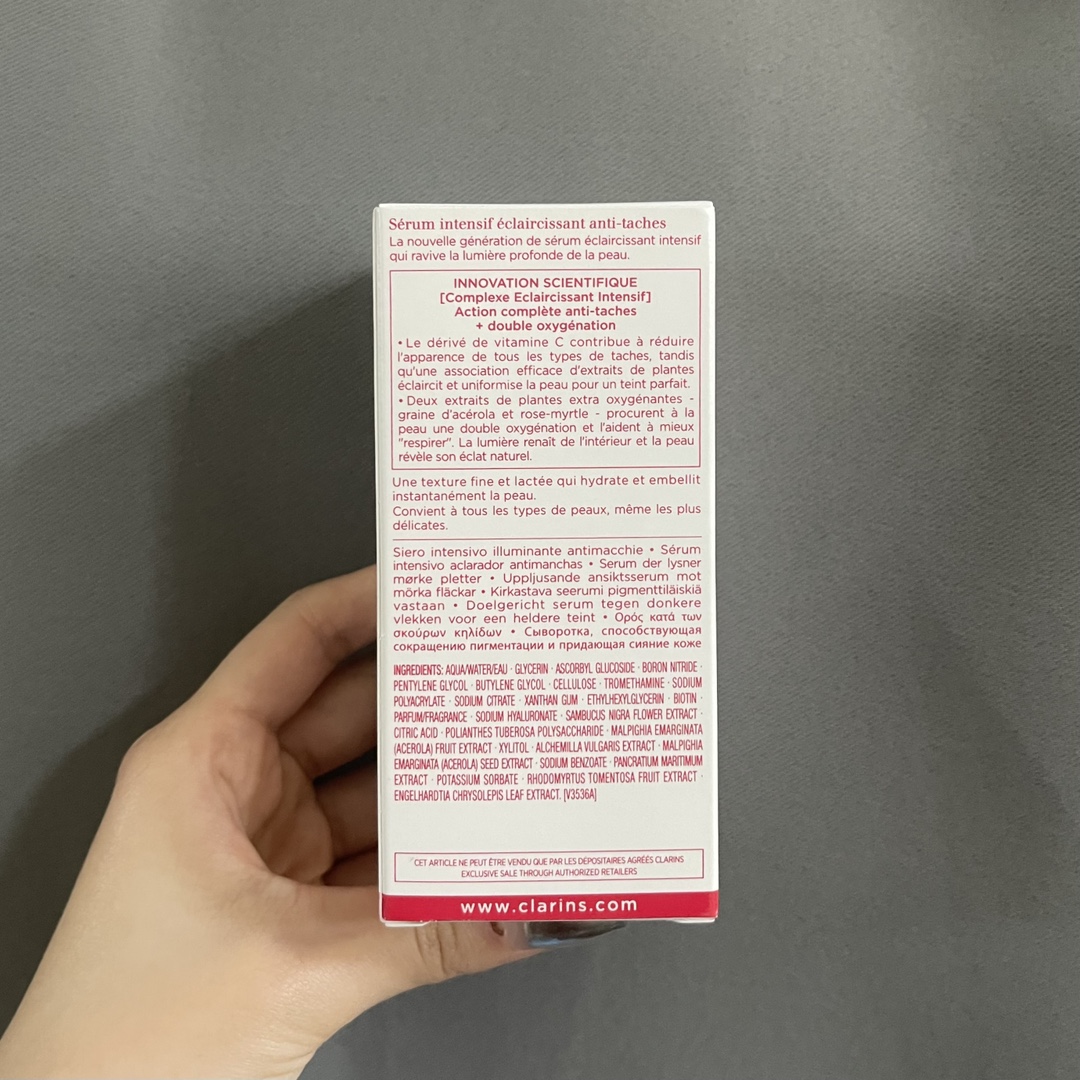 Sérum intensif éclaircissant anti-taches
La nouvelle génération de sérum éclaircissant intensif
qui ravive la lumière profonde de la peau.
INNOVATION SCIENTIFIQUE
[Complexe Eclaircissant Intensif]
Action complète anti-taches
+ double oxygénation
• Le dérivé de vitamine C contribue à réduire
l'apparence de tous les types de taches, tandis
qu'une association efficace d'extraits de plantes
éclaircit et uniformise la peau pour un teint parfait.
• Deux extraits de plantes extra oxygénantes -
graine d'acérola et rose-myrtle - procurent à la
peau une double oxygénation et l'aident à mieux
"respirer". La lumière renaît de l'intérieur et la peau
révèle son éclat naturel.
Une texture fine et lactée qui hydrate et embellit
instantanément la peau.
Convient à tous les types de peaux, même les plus
délicates.
Siero intensivo illuminante antimacchie • Sérum
intensivo aclarador antimanchas • Serum der lysner
mørke pletter • Uppljusande ansiktsserum mot
mörka fläckar • Kirkastava seerumi pigmenttiläiskiä
vastaan • Doelgericht serum tegen donkere
vlekken voor een heldere teint • Ορός κατά των
σκούρων κηλίδων • Сыворотка, способствующая
сокращению пигментации и придающая сияние коже
INGREDIENTS: AQUA/WATER/EAU · GLYCERIN · ASCORBYL GLUCOSIDE · BORON NITRIDE ·
PENTYLENE GLYCOL · BUTYLENE GLYCOL · CELLULOSE · TROMETHAMINE · SODIUM
POLYACRYLATE · SODIUM CITRATE · XANTHAN GUM · ETHYLHEXYLGLYCERIN · BIOTIN ·
PARFUM/FRAGRANCE · SODIUM HYALURONATE · SAMBUCUS NIGRA FLOWER EXTRACT ·
CITRIC ACID · POLIANTHES TUBEROSA POLYSACCHARIDE · MALPIGHIA EMARGINATA
(ACEROLA) FRUIT EXTRACT · XYLITOL · ALCHEMILLA VULGARIS EXTRACT · MALPIGHIA
EMARGINATA (ACEROLA) SEED EXTRACT · SODIUM BENZOATE · PANCRATIUM MARITIMUM
EXTRACT · POTASSIUM SORBATE · RHODOMYRTUS TOMENTOSA FRUIT EXTRACT ·
ENGELHARDTIA CHRYSOLEPIS LEAF EXTRACT. [V3536A]
CET ARTICLE NE PEUT ÊTRE VENDU QUE PAR LES DÉPOSITAIRES AGRÉÉS CLARINS
EXCLUSIVE SALE THROUGH AUTHORIZED RETAILERS
www.clarins.com